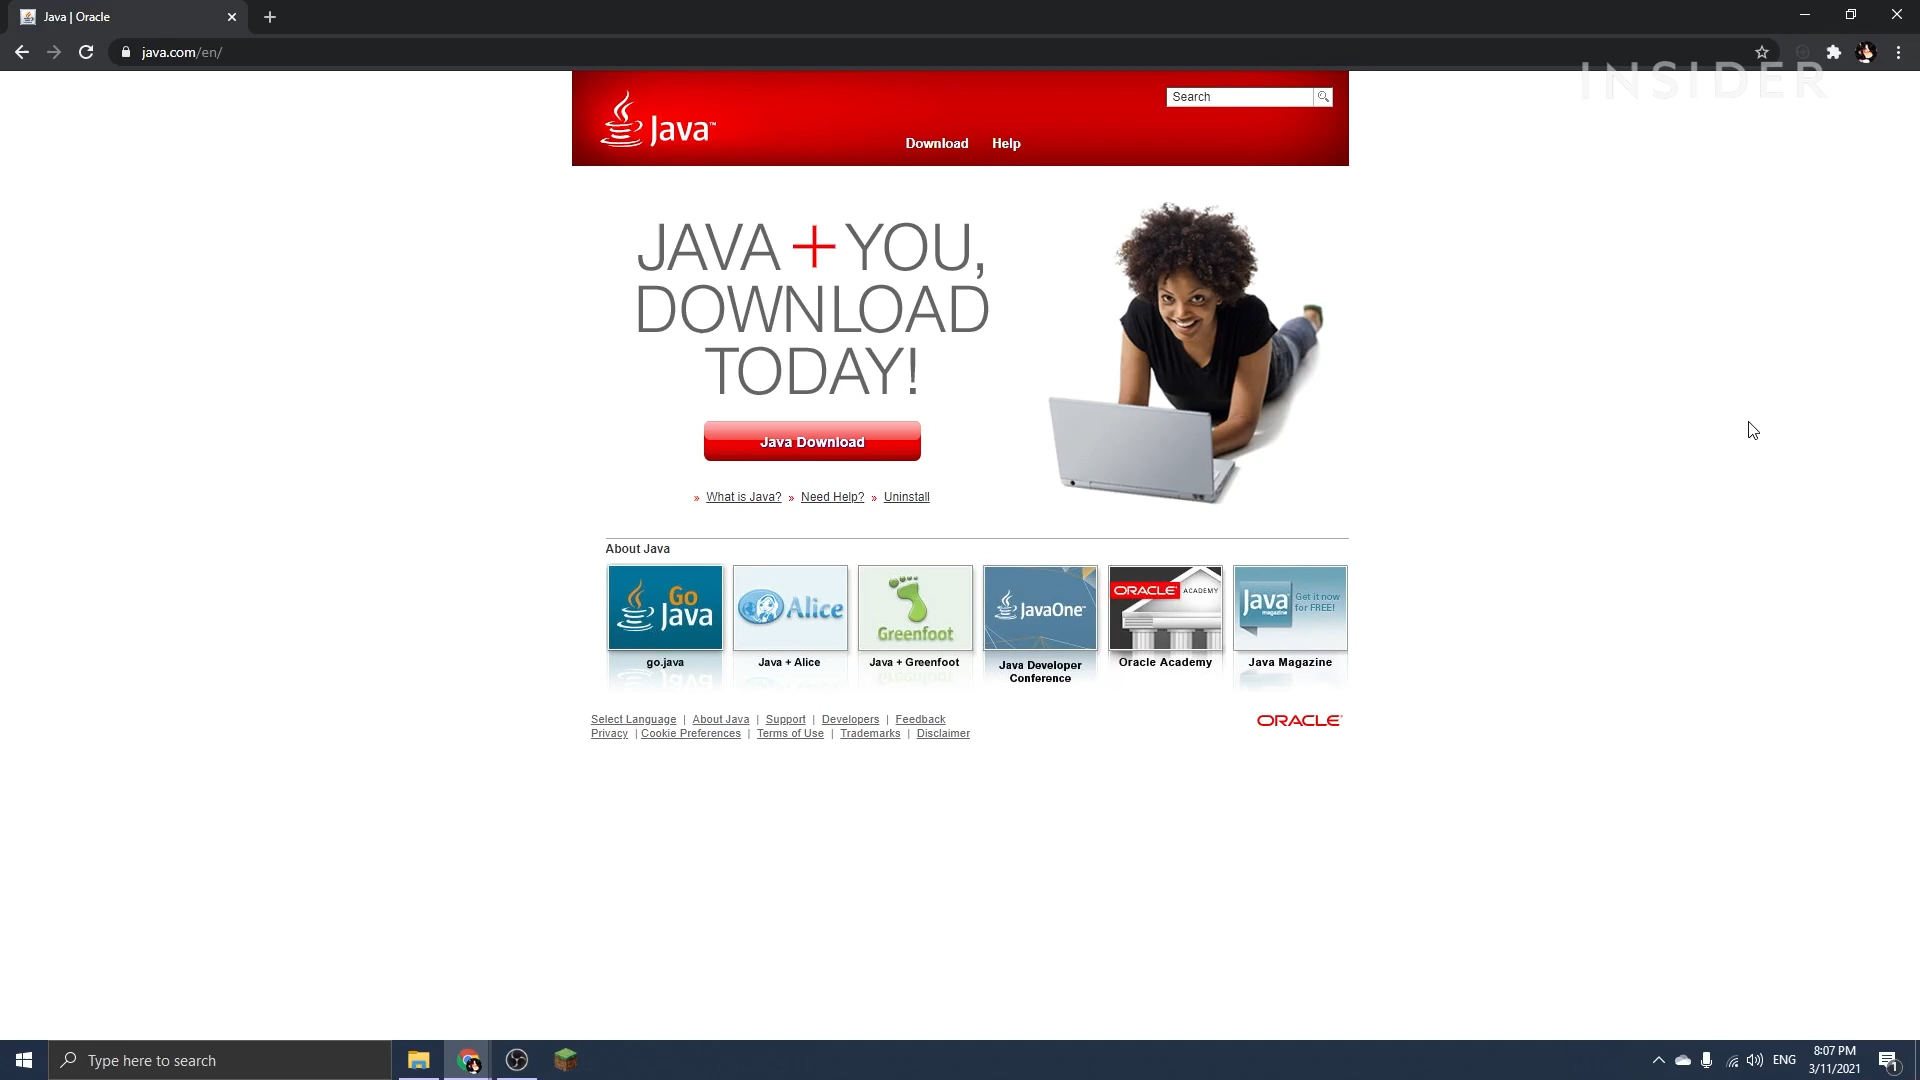 Java | Oracle
java.com/en/
INSIDER
Java™
Search
Download
Help
JAVA + YOU,
DOWNLOAD
TODAY!
Java Download
» What is Java? » Need Help? » Uninstall
About Java
Go
Java
Alice
Greenfoot
JavaOne
ORACLE ACADEMY
Java magazine
Get it now
for FREE!
go.java
Java + Alice
Java + Greenfoot
Java Developer
Conference
Oracle Academy
Java Magazine
Select Language | About Java | Support | Developers | Feedback
Privacy | Cookie Preferences | Terms of Use | Trademarks | Disclaimer
ORACLE
Type here to search
ENG
8:07 PM
3/11/2021
1